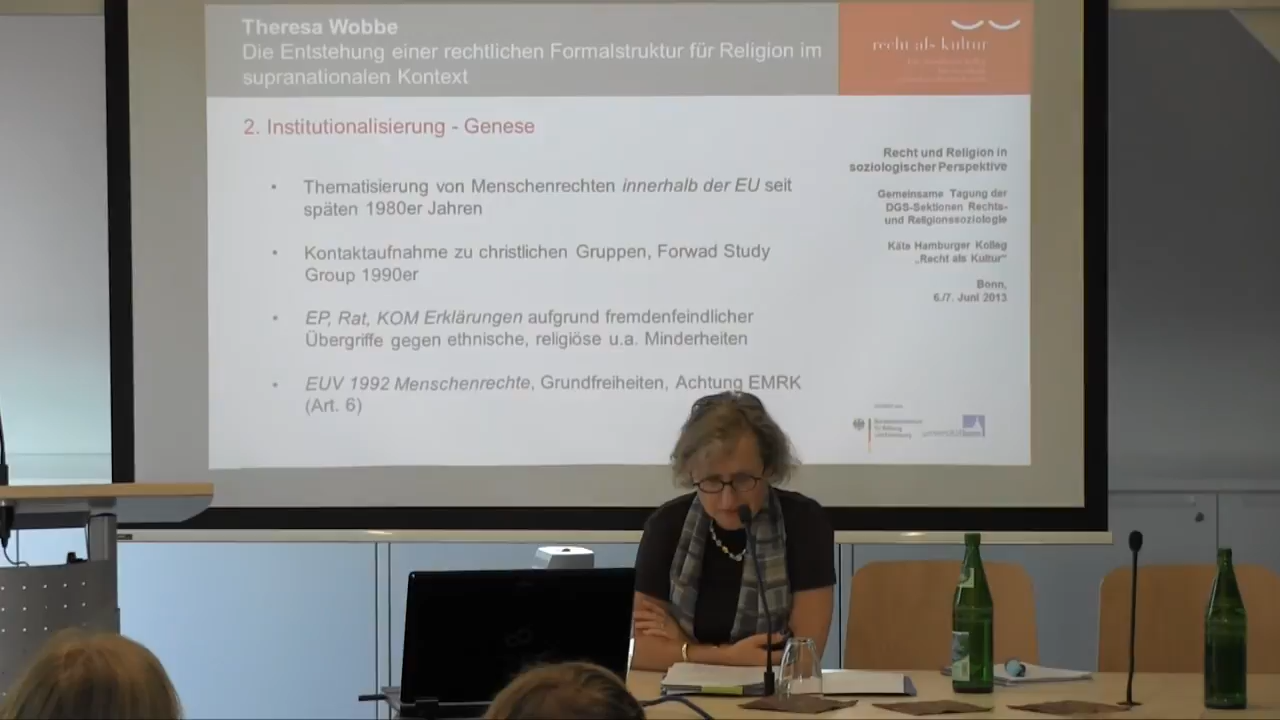 Theresa Wobbe
Die Entstehung einer rechtlichen Formalstruktur für Religion im
supranationalen Kontext
recht als kultur
2. Institutionalisierung - Genese
• Thematisierung von Menschenrechten innerhalb der EU seit
späten 1980er Jahren
• Kontaktaufnahme zu christlichen Gruppen, Forwad Study
Group 1990er
• EP, Rat, KOM Erklärungen aufgrund fremdenfeindlicher
Übergriffe gegen ethnische, religiöse u.a. Minderheiten
• EUV 1992 Menschenrechte, Grundfreiheiten, Achtung EMRK
(Art. 6)
Recht und Religion in
soziologischer Perspektive
Gemeinsame Tagung der
DGS-Sektionen Rechts-
und Religionssoziologie
Käte Hamburger Kolleg
„Recht als Kultur"
Bonn,
6./7. Juni 2013